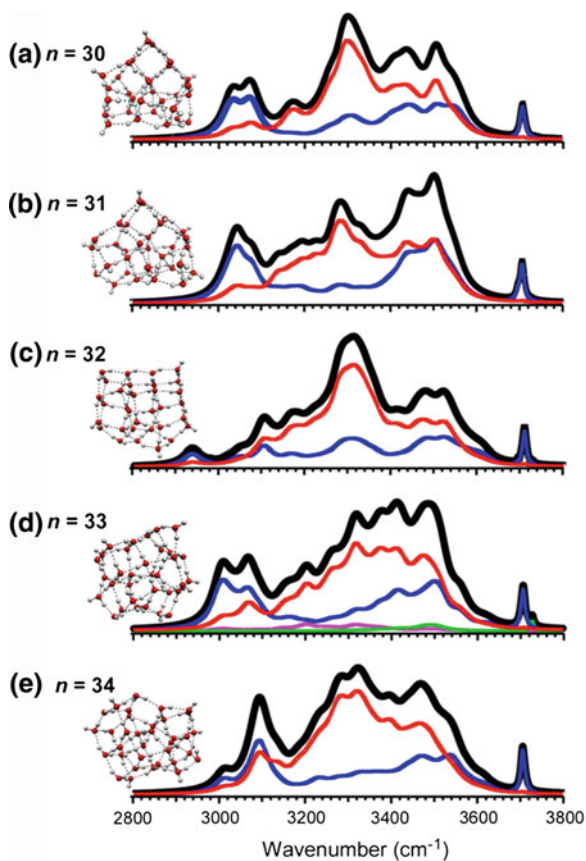 (a) n = 30
(b) n = 31
(c) n = 32
(d) n = 33
(e) n = 34
2800 3000 3200 3400 3600 3800
Wavenumber (cm⁻¹)